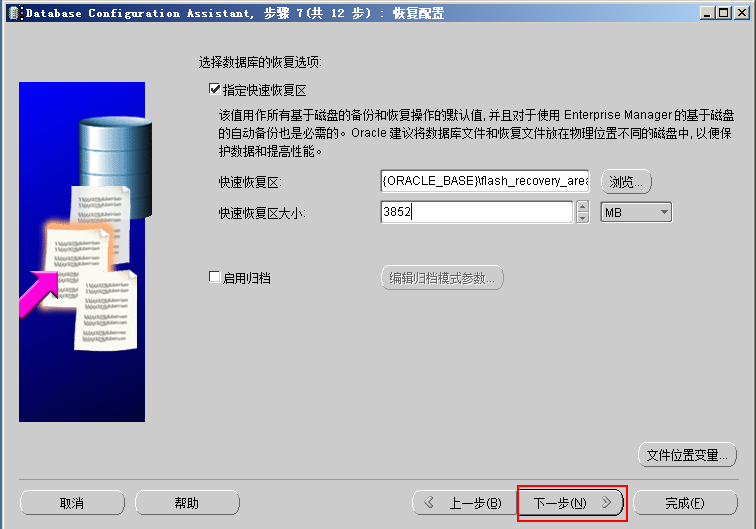 Database Configuration Assistant, 步骤 7(共 12 步) : 恢复配置
选择数据库的恢复选项:
指定快速恢复区
该值用作所有基于磁盘的备份和恢复操作的默认值, 并且对于使用 Enterprise Manager 的基于磁盘
的自动备份也是必需的。Oracle 建议将数据库文件和恢复文件放在物理位置不同的磁盘中, 以便保
护数据和提高性能。
快速恢复区: {ORACLE_BASE}\flash_recovery_area 浏览...
快速恢复区大小: 3852 MB
启用归档 编辑归档模式参数...
文件位置变量...
取消 帮助 上一步(B) 下一步(N) 完成(F)